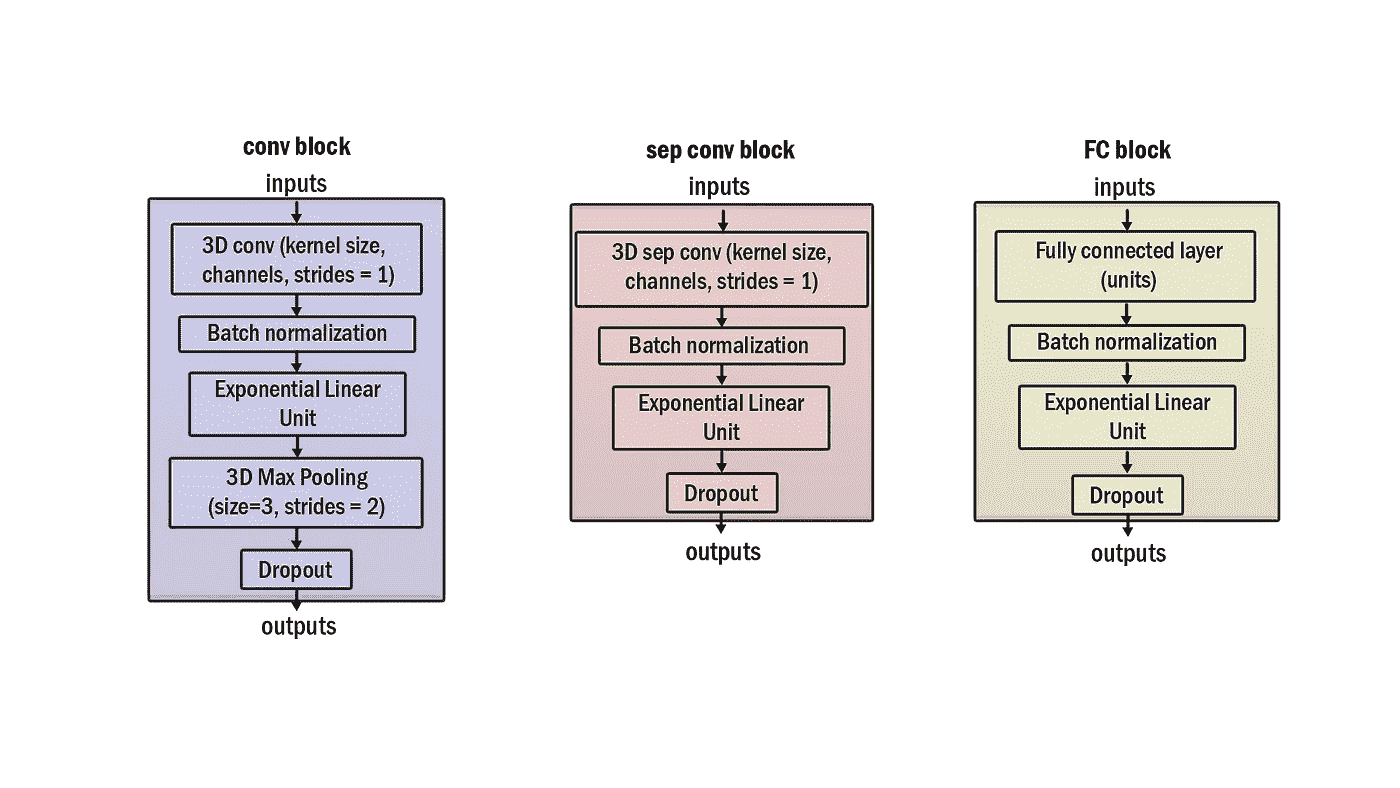 conv block
inputs
3D conv (kernel size,
channels, strides = 1)
Batch normalization
Exponential Linear
Unit
3D Max Pooling
(size=3, strides = 2)
Dropout
outputs
sep conv block
inputs
3D sep conv (kernel size,
channels, strides = 1)
Batch normalization
Exponential Linear
Unit
Dropout
outputs
FC block
inputs
Fully connected layer
(units)
Batch normalization
Exponential Linear
Unit
Dropout
outputs